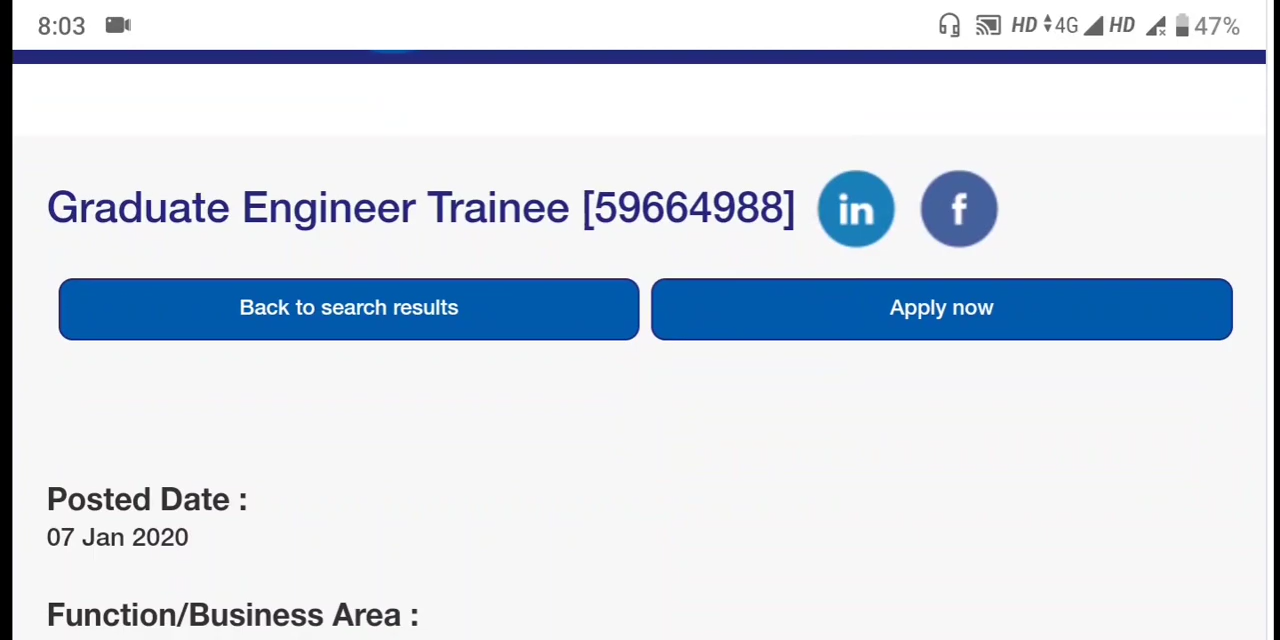 8:03 HD 4G HD 47%
Graduate Engineer Trainee [59664988] in f
Back to search results Apply now
Posted Date :
07 Jan 2020
Function/Business Area :